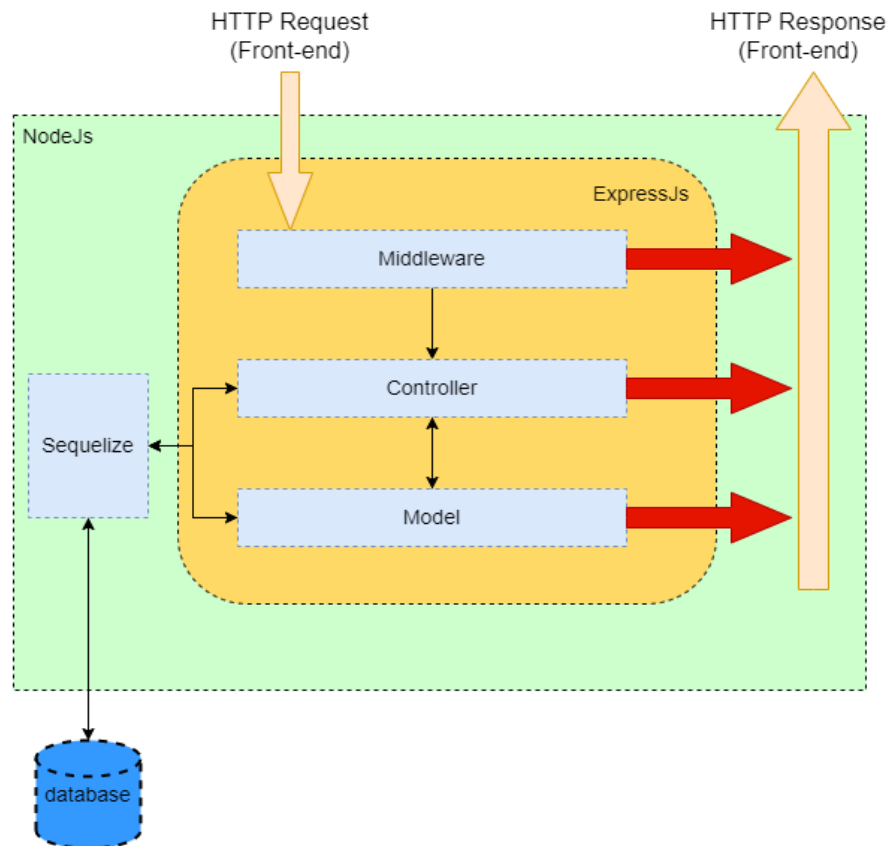 HTTP Request
(Front-end)
HTTP Response
(Front-end)
NodeJs
ExpressJs
Middleware
Controller
Sequelize
Model
database